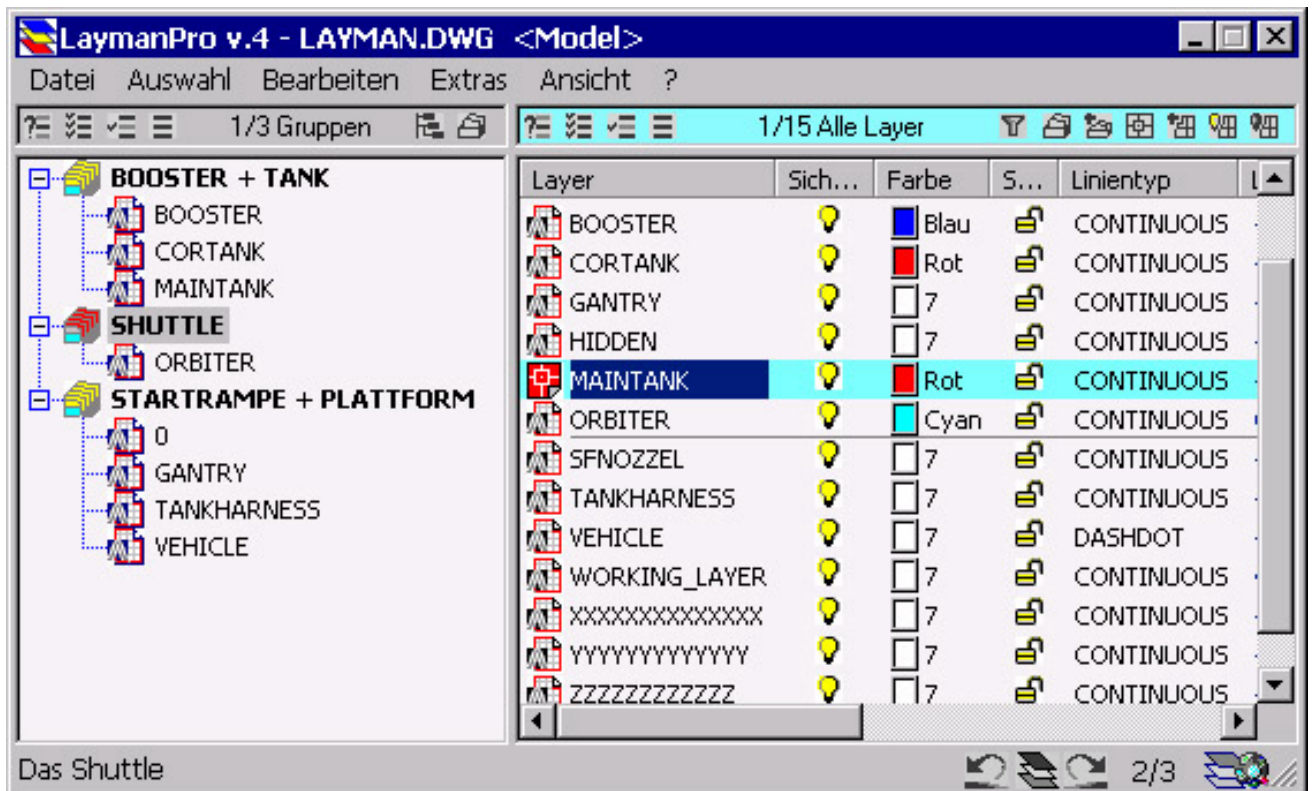 LaymanPro v.4 - LAYMAN.DWG <Model>
Datei Auswahl Bearbeiten Extras Ansicht ?
1/3 Gruppen
BOOSTER + TANK
BOOSTER
CORTANK
MAINTANK
SHUTTLE
ORBITER
STARTRAMPE + PLATTFORM
0
GANTRY
TANKHARNESS
VEHICLE
1/15 Alle Layer
Layer Sich... Farbe S... Linientyp
BOOSTER Blau CONTINUOUS
CORTANK Rot CONTINUOUS
GANTRY 7 CONTINUOUS
HIDDEN 7 CONTINUOUS
MAINTANK Rot CONTINUOUS
ORBITER Cyan CONTINUOUS
SFNOZZEL 7 CONTINUOUS
TANKHARNESS 7 CONTINUOUS
VEHICLE 7 DASHDOT
WORKING_LAYER 7 CONTINUOUS
XXXXXXXXXXXXXX 7 CONTINUOUS
YYYYYYYYYYYYY 7 CONTINUOUS
ZZZZZZZZZZZZ 7 CONTINUOUS
Das Shuttle
2/3